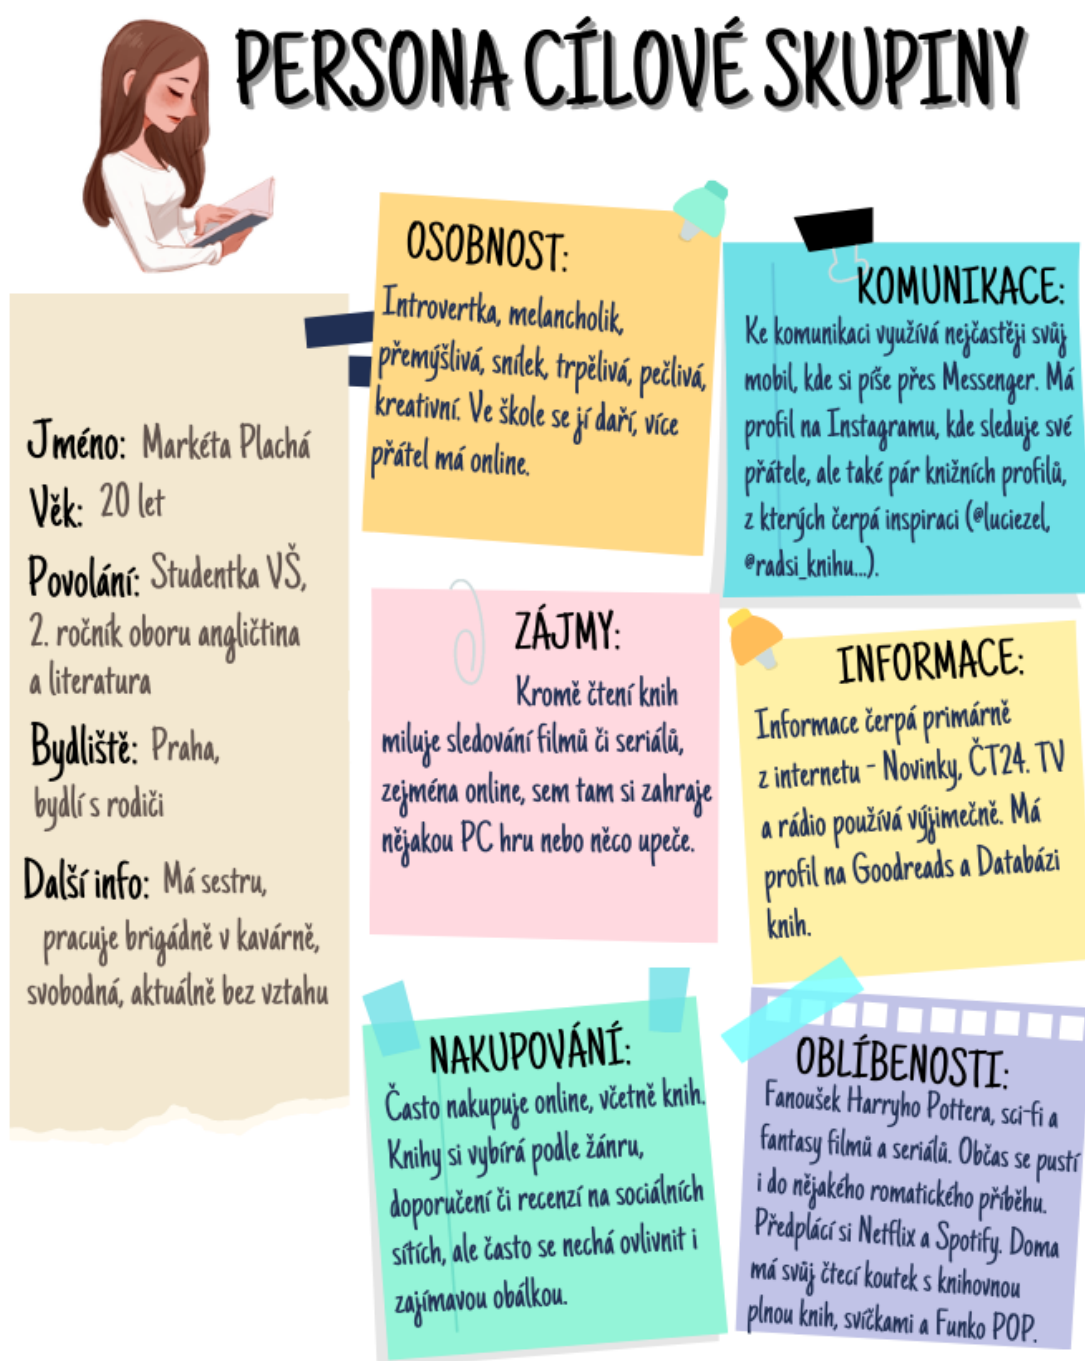 PERSONA CÍLOVÉ SKUPINY
Jméno: Markéta Plachá
Věk: 20 let
Povolání: Studentka VŠ,
2. ročník oboru angličtina
a literatura
Bydliště: Praha,
bydlí s rodiči
Další info: Má sestru,
pracuje brigádně v kavárně,
svobodná, aktuálně bez vztahu
OSOBNOST:
Introvertka, melancholik,
přemýšlivá, snílek, trpělivá, pečlivá,
kreativní. Ve škole se jí daří, více
přátel má online.
KOMUNIKACE:
Ke komunikaci využívá nejčastěji svůj
mobil, kde si píše přes Messenger. Má
profil na Instagramu, kde sleduje své
přátele, ale také pár knižních profilů,
z kterých čerpá inspiraci (@luciezel,
@radsi_knihu...).
ZÁJMY:
Kromě čtení knih
miluje sledování filmů či seriálů,
zejména online, sem tam si zahraje
nějakou PC hru nebo něco upeče.
INFORMACE:
Informace čerpá primárně
z internetu - Novinky, ČT24. TV
a rádio používá výjimečně. Má
profil na Goodreads a Databázi
knih.
NAKUPOVÁNÍ:
Často nakupuje online, včetně knih.
Knihy si vybírá podle žánru,
doporučení či recenzí na sociálních
sítích, ale často se nechá ovlivnit i
zajímavou obálkou.
OBLÍBENOSTI:
Fanoušek Harryho Pottera, sci-fi a
fantasy filmů a seriálů. Občas se pustí
i do nějakého romatického příběhu.
Předplácí si Netflix a Spotify. Doma
má svůj čtecí koutek s knihovnou
plnou knih, svíčkami a Funko POP.